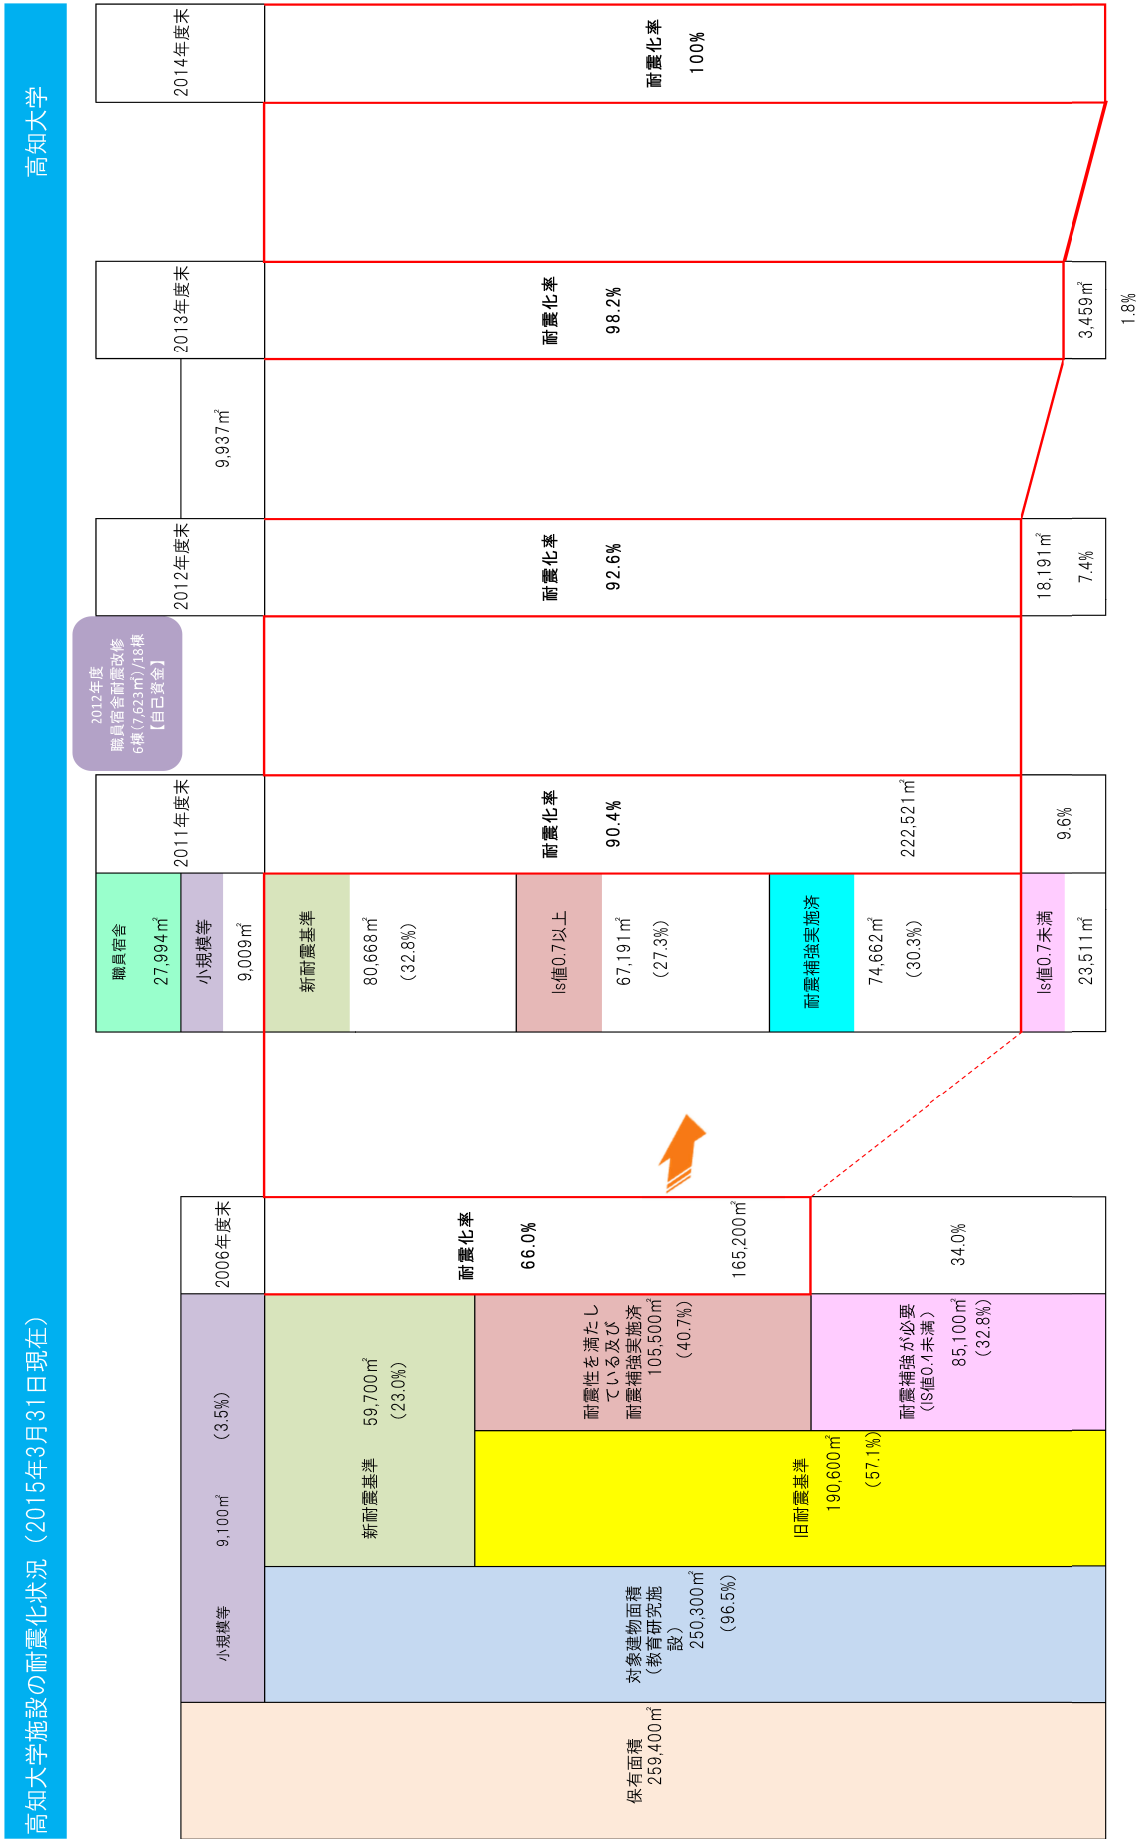 高知大学施設の耐震化状況（2015年3月31日現在）
高知大学
保有面積
259,400㎡
小規模等
9,100㎡
（3.5%）
対象建物面積
（教育研究施
設）
250,300㎡
（96.5%）
新耐震基準
59,700㎡
（23.0%）
旧耐震基準
190,600㎡
（57.1%）
耐震性を満たし
ている及び
耐震補強実施済
105,500㎡
（40.7%）
耐震補強が必要
（IS値0.4未満）
85,100㎡
（32.8%）
2006年度末
耐震化率
66.0%
165,200㎡
34.0%
職員宿舎
27,994㎡
小規模等
9,009㎡
新耐震基準
80,668㎡
（32.8%）
Is値0.7以上
67,191㎡
（27.3%）
耐震補強実施済
74,662㎡
（30.3%）
Is値0.7未満
23,511㎡
2011年度末
耐震化率
90.4%
222,521㎡
9.6%
2012年度
職員宿舎耐震改修
6棟（7,623㎡）/18棟
【自己資金】
2012年度末
耐震化率
92.6%
18,191㎡
7.4%
9,937㎡
2013年度末
耐震化率
98.2%
3,459㎡
1.8%
2014年度末
耐震化率
100%